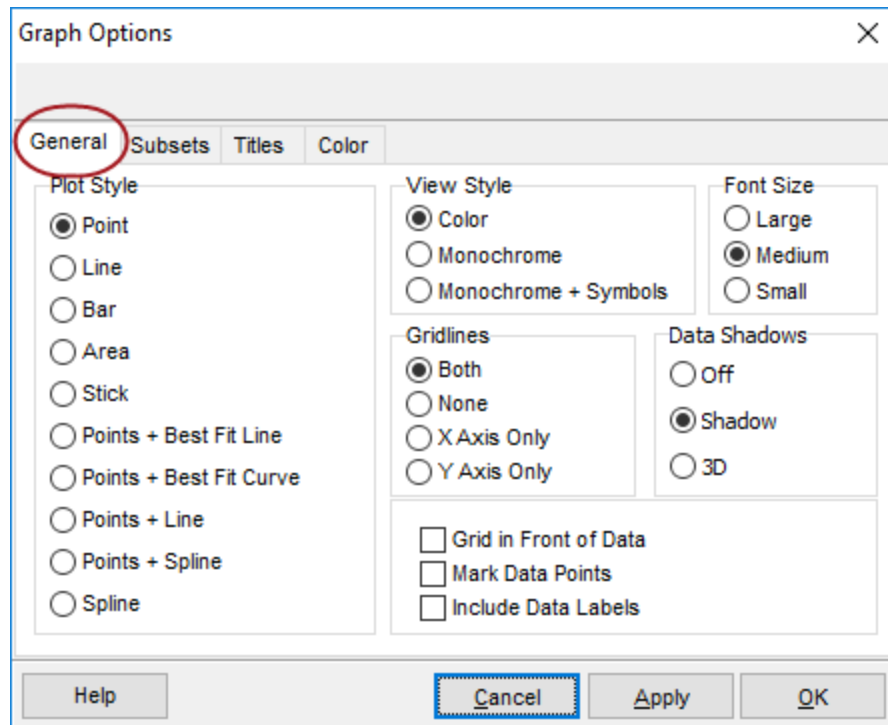 Graph Options
General Subsets Titles Color
Plot Style
Point
Line
Bar
Area
Stick
Points + Best Fit Line
Points + Best Fit Curve
Points + Line
Points + Spline
Spline
View Style
Color
Monochrome
Monochrome + Symbols
Font Size
Large
Medium
Small
Gridlines
Both
None
X Axis Only
Y Axis Only
Data Shadows
Off
Shadow
3D
Grid in Front of Data
Mark Data Points
Include Data Labels
Help Cancel Apply OK